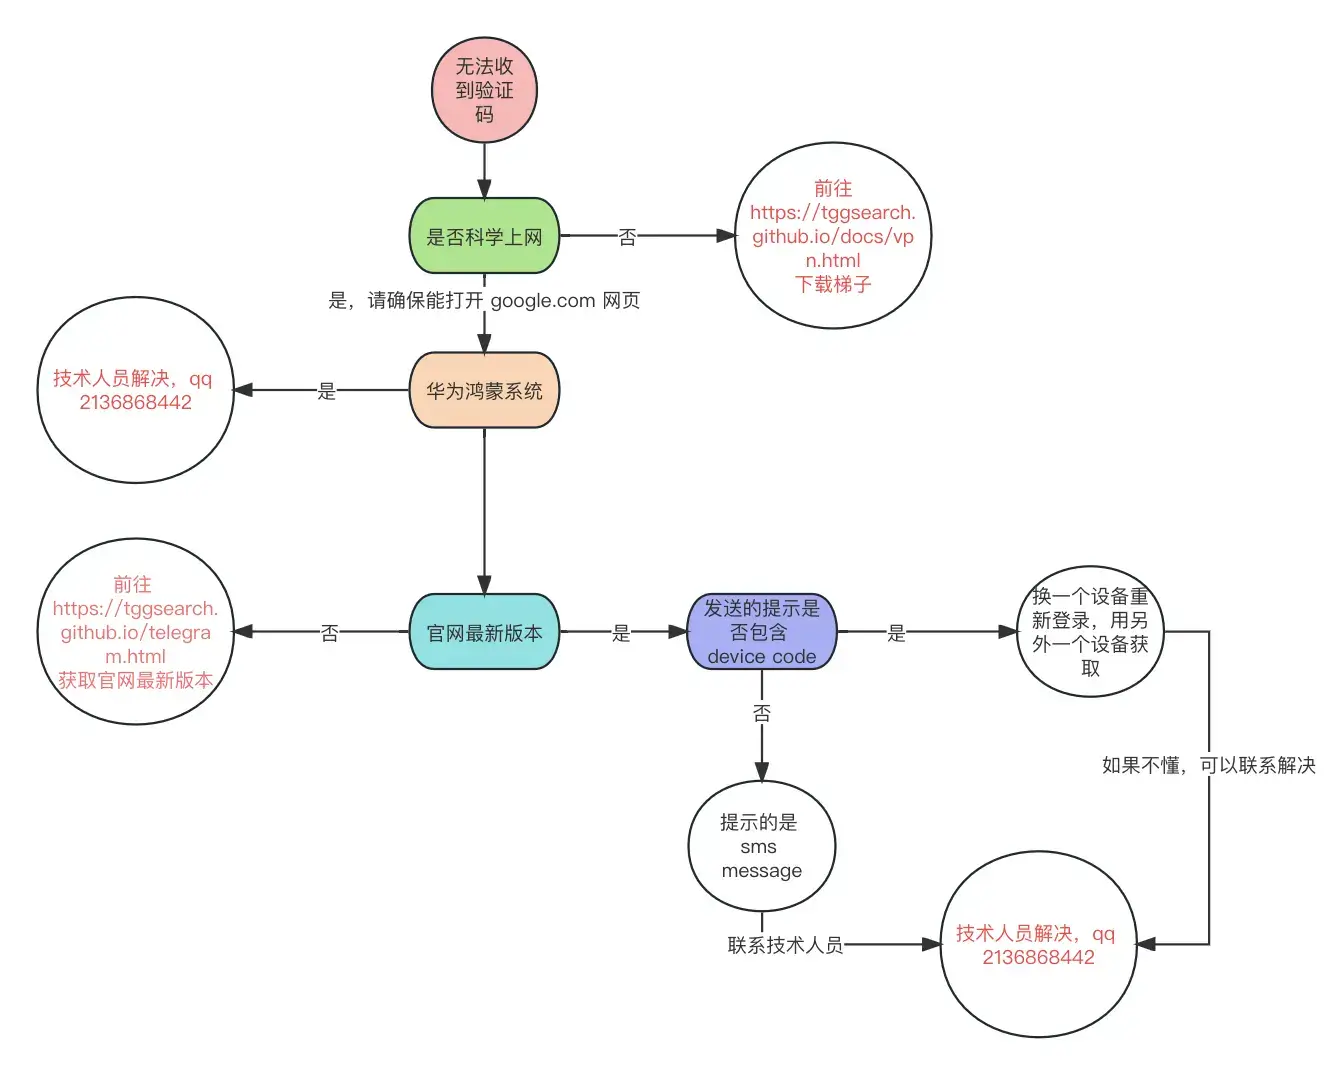 无法收
到验证
码
是否科学上网
否
前往
https://tggsearch.
github.io/docs/vp
n.html
下载梯子
是，请确保能打开 google.com 网页
技术人员解决，qq
2136868442
是
华为鸿蒙系统
前往
https://tggsearch.
github.io/telegra
m.html
获取官网最新版本
否
官网最新版本
是
发送的提示是
否包含
device code
是
换一个设备重
新登录，用另
外一个设备获
取
否
如果不懂，可以联系解决
提示的是
sms
message
联系技术人员
技术人员解决，qq
2136868442